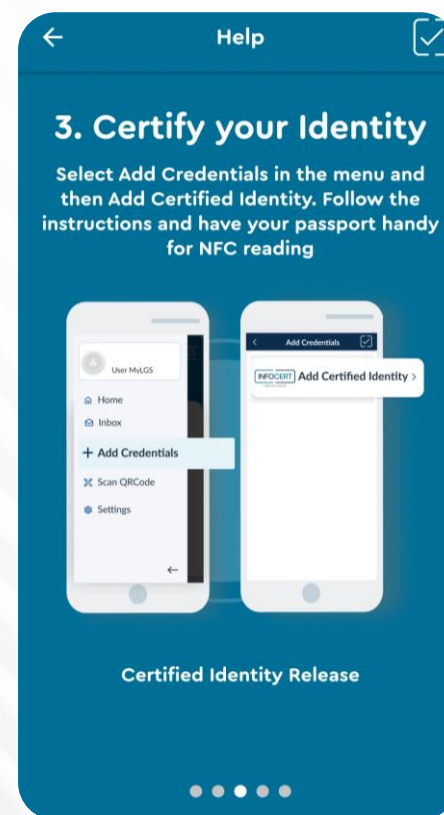 Help
3. Certify your Identity
Select Add Credentials in the menu and
then Add Certified Identity. Follow the
instructions and have your passport handy
for NFC reading
User MyLGS
Home
Inbox
+ Add Credentials
Scan QRCode
Settings
Add Credentials
INFOCERT Add Certified Identity >
Certified Identity Release